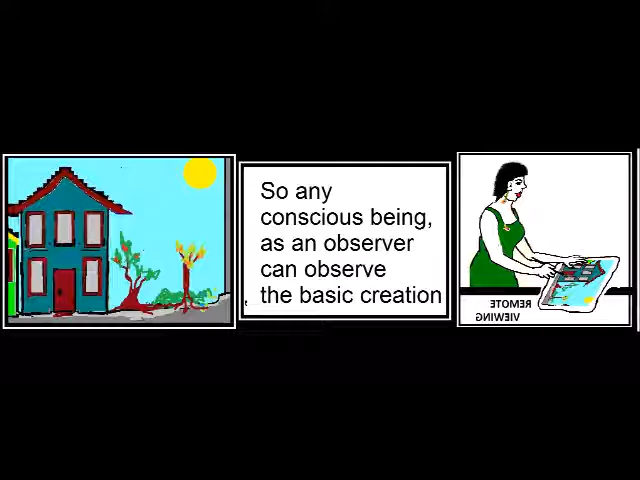 So any
conscious being,
as an observer
can observe
the basic creation
REMOTE
VIEWING